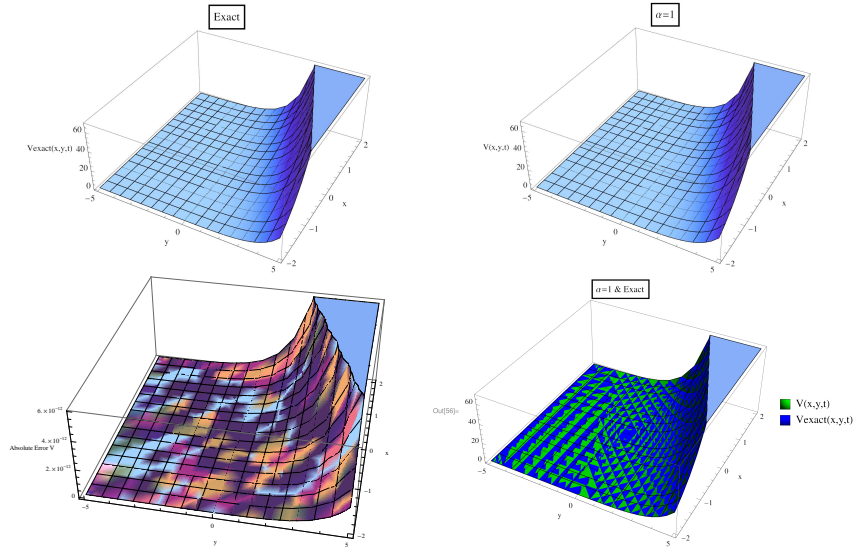 Exact
60
Vexact(x,y,t)
40
20
0
−5
0
y
5
−2
−1
0
x
1
2
α=1
60
V(x,y,t)
40
20
0
−5
0
y
5
−2
−1
0
x
1
2
6.×10⁻¹²
4.×10⁻¹²
Absolute Error V
2.×10⁻¹²
0
−5
0
y
5
−2
−1
0
x
1
2
α=1 & Exact
Out[56]=
60
40
20
0
−5
0
y
5
−2
−1
0
x
1
2
V(x,y,t)
Vexact(x,y,t)